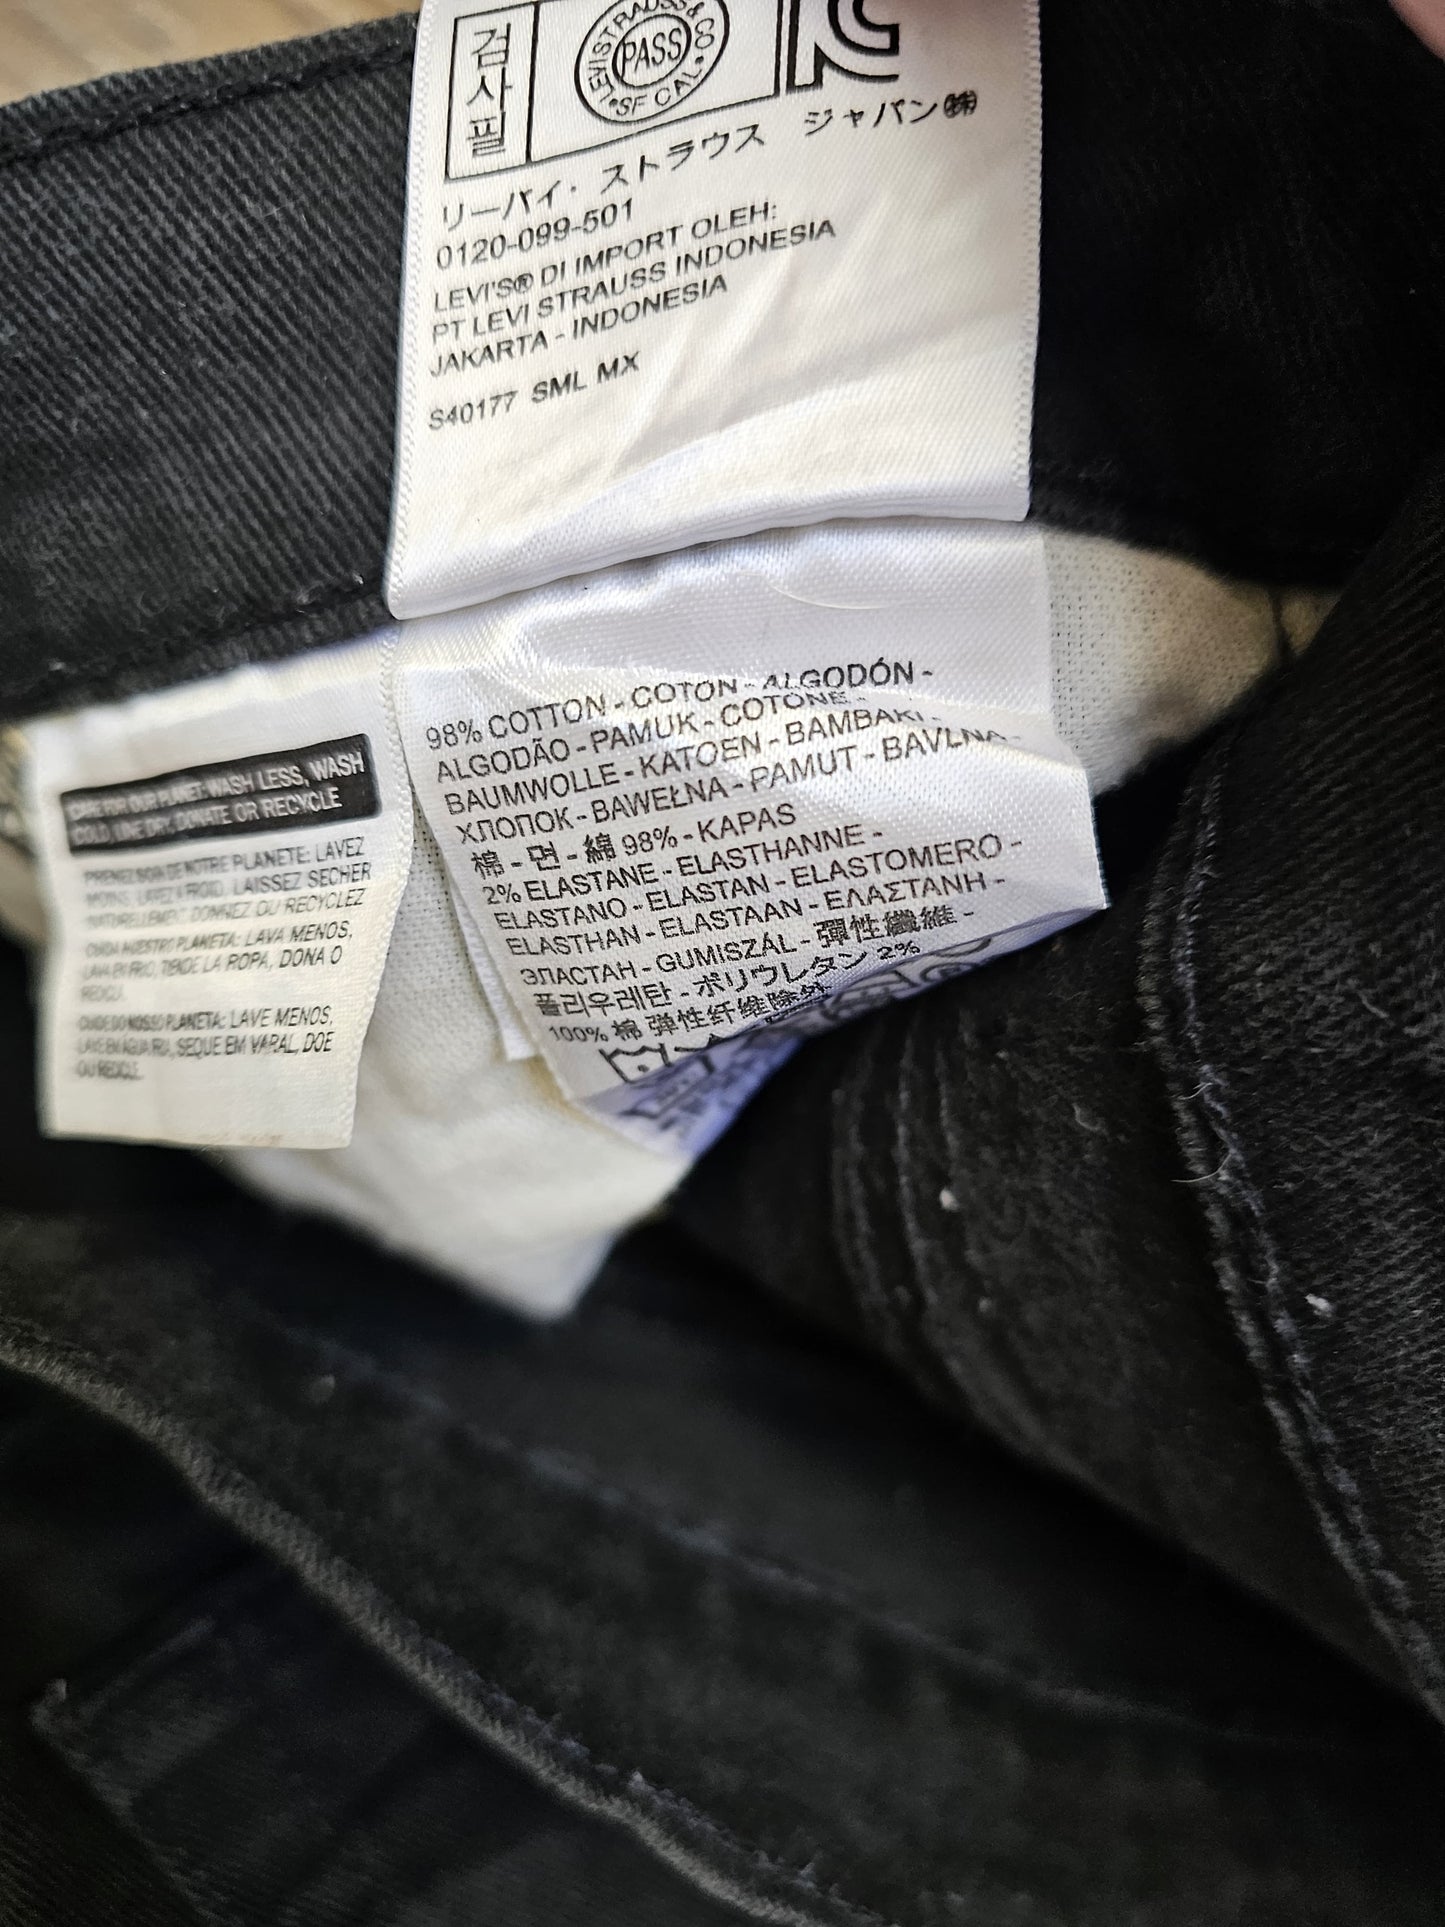 검사필
LEVI STRAUSS & CO.
PASS
SF CAL
リーバイ・ストラウス ジャパン㈱
0120-099-501
LEVI'S® DI IMPORT OLEH:
PT LEVI STRAUSS INDONESIA
JAKARTA - INDONESIA
S40177 SML MX
98% COTTON - COTON - ALGODÓN -
ALGODÃO - PAMUK - COTONE -
BAUMWOLLE - KATOEN - BAMBAKI -
ХЛОПОК - BAWEŁNA - PAMUT - BAVLNA -
棉 - 면 - 綿 98% - KAPAS
2% ELASTANE - ELASTHANNE -
ELASTANO - ELASTAN - ELASTOMERO -
ELASTHAN - ELASTAAN - ΕΛΑΣΤΑΝΗ -
ЭЛАСТАН - GUMISZÁL - 彈性纖維 -
폴리우레탄 - ポリウレタン 2%
100% 棉 弹性纤维除外
CARE FOR OUR PLANET: WASH LESS, WASH
COLD, LINE DRY, DONATE OR RECYCLE
PRENEZ SOIN DE NOTRE PLANETE: LAVEZ
MOINS, LAVEZ A FROID, LAISSEZ SECHER
NATURELLEMENT, DONNEZ OU RECYCLEZ
CUIDA NUESTRO PLANETA: LAVA MENOS,
LAVA EN FRIO, TIENDE LA ROPA, DONA O
RECICLA.
CUIDE DO NOSSO PLANETA: LAVE MENOS,
LAVE EM AGUA FRIA, SEQUE EM VARAL, DOE
OU RECICLE.